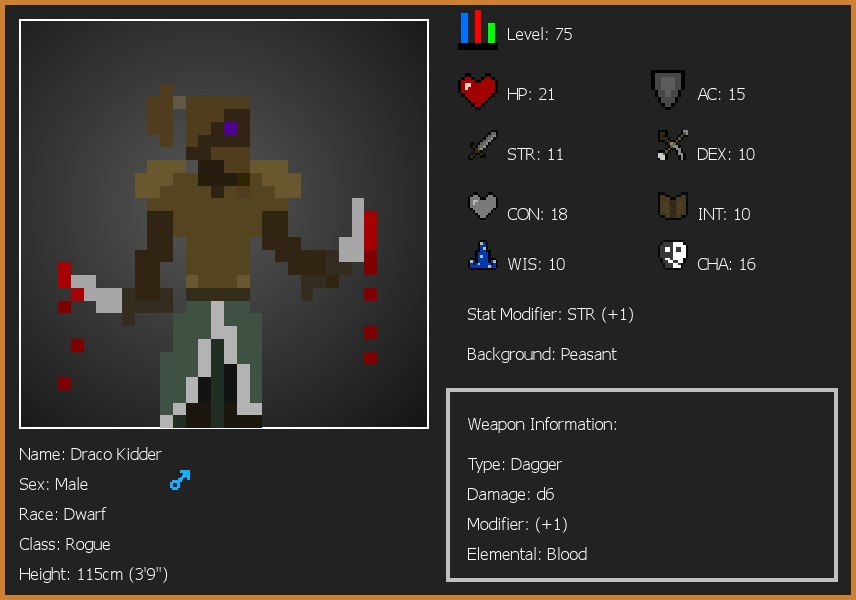 Level: 75
HP: 21
AC: 15
STR: 11
DEX: 10
CON: 18
INT: 10
WIS: 10
CHA: 16
Stat Modifier: STR (+1)
Background: Peasant
Weapon Information:
Type: Dagger
Damage: d6
Modifier: (+1)
Elemental: Blood
Name: Draco Kidder
Sex: Male
Race: Dwarf
Class: Rogue
Height: 115cm (3'9")